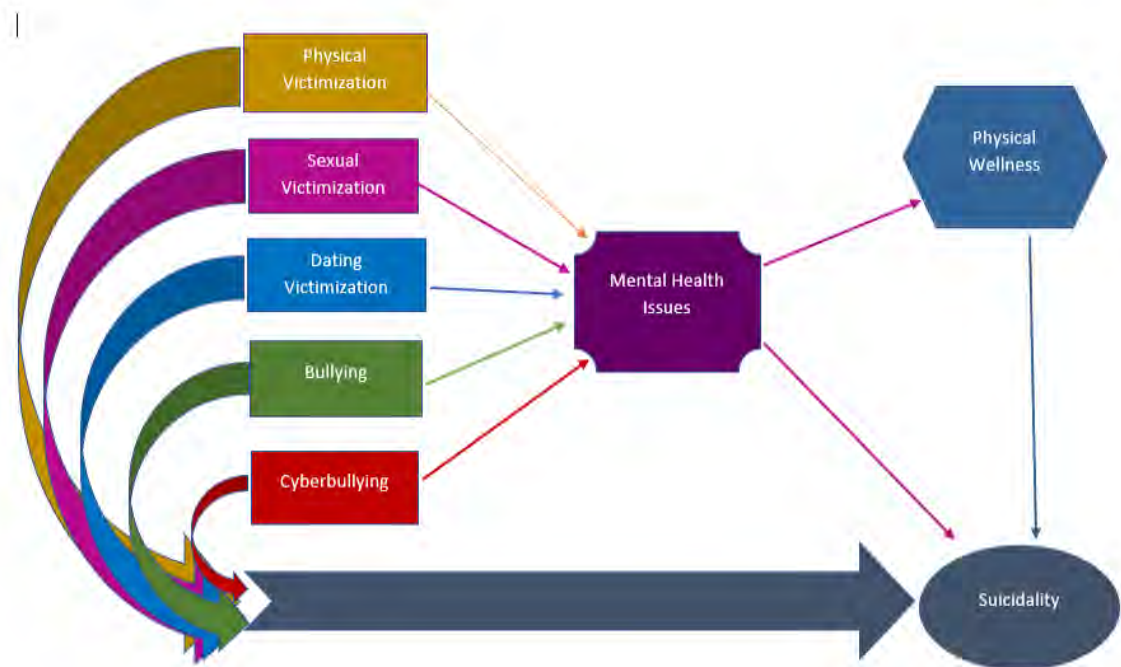 Physical
Victimization
Sexual
Victimization
Dating
Victimization
Bullying
Cyberbullying
Mental Health
Issues
Physical
Wellness
Suicidality